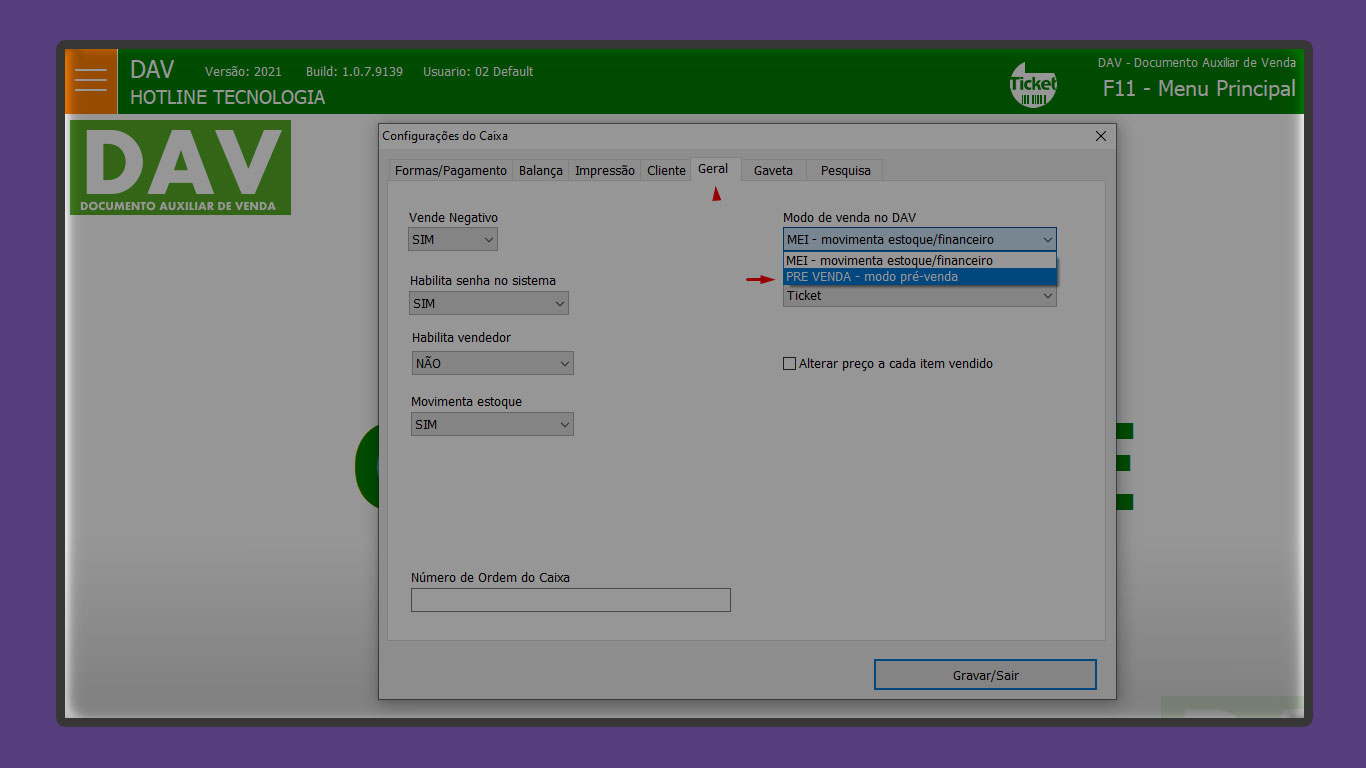 DAV Versão: 2021 Build: 1.0.7.9139 Usuario: 02 Default
HOTLINE TECNOLOGIA
Ticket
DAV - Documento Auxiliar de Venda
F11 - Menu Principal
DAV
DOCUMENTO AUXILIAR DE VENDA
Configurações do Caixa
Formas/Pagamento Balança Impressão Cliente Geral Gaveta Pesquisa
Vende Negativo
SIM
Habilita senha no sistema
SIM
Habilita vendedor
NÃO
Movimenta estoque
SIM
Modo de venda no DAV
MEI - movimenta estoque/financeiro
MEI - movimenta estoque/financeiro
PRE VENDA - modo pré-venda
Ticket
Alterar preço a cada item vendido
Número de Ordem do Caixa
Gravar/Sair